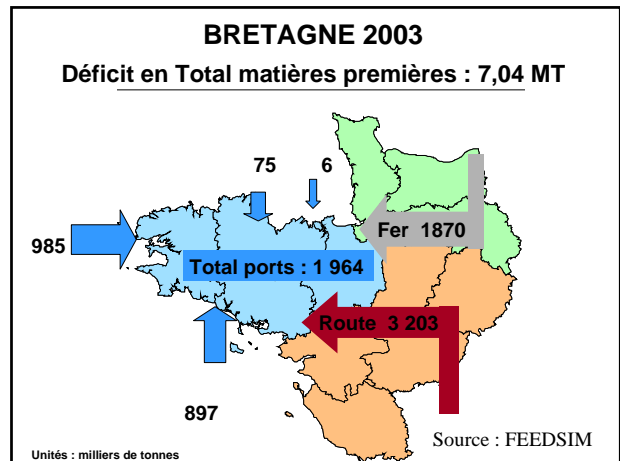 BRETAGNE 2003
Déficit en Total matières premières : 7,04 MT
75
6
Fer 1870
985
Total ports : 1 964
Route 3 203
897
Source : FEEDSIM
Unités : milliers de tonnes